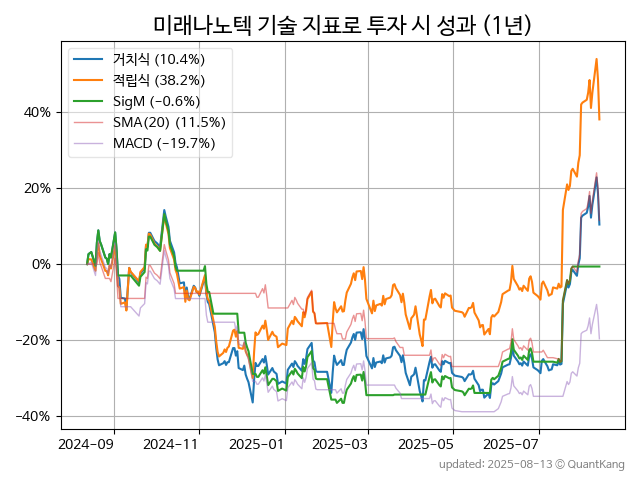 미래나노텍 기술 지표로 투자 시 성과 (1년)
거치식 (10.4%)
적립식 (38.2%)
SigM (−0.6%)
SMA(20) (11.5%)
MACD (−19.7%)
40%
20%
0%
−20%
−40%
2024-09 2024-11 2025-01 2025-03 2025-05 2025-07
updated: 2025-08-13 © QuantKang